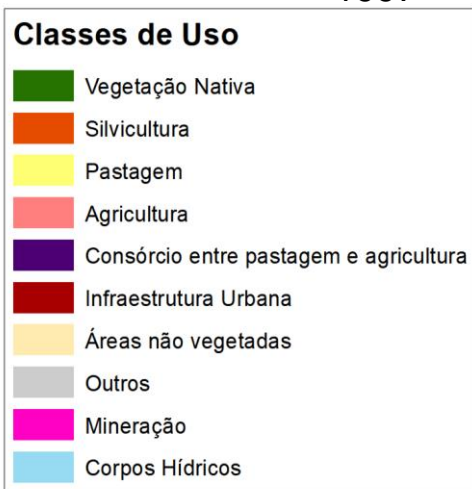 Classes de Uso
Vegetação Nativa
Silvicultura
Pastagem
Agricultura
Consórcio entre pastagem e agricultura
Infraestrutura Urbana
Áreas não vegetadas
Outros
Mineração
Corpos Hídricos